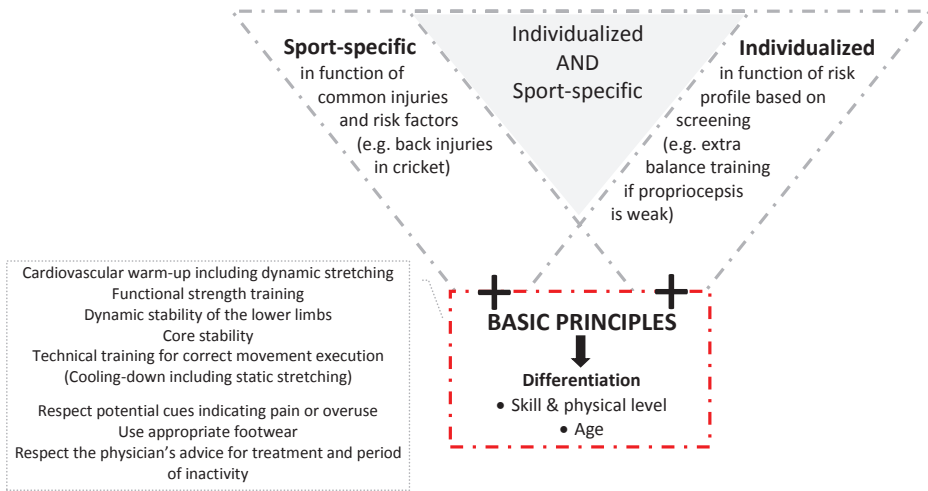 Sport-specific
in function of
common injuries
and risk factors
(e.g. back injuries
in cricket)
Individualized
AND
Sport-specific
Individualized
in function of risk
profile based on
screening
(e.g. extra
balance training
if propriocepsis
is weak)
Cardiovascular warm-up including dynamic stretching
Functional strength training
Dynamic stability of the lower limbs
Core stability
Technical training for correct movement execution
(Cooling-down including static stretching)
Respect potential cues indicating pain or overuse
Use appropriate footwear
Respect the physician's advice for treatment and period
of inactivity
+ +
BASIC PRINCIPLES
Differentiation
• Skill & physical level
• Age